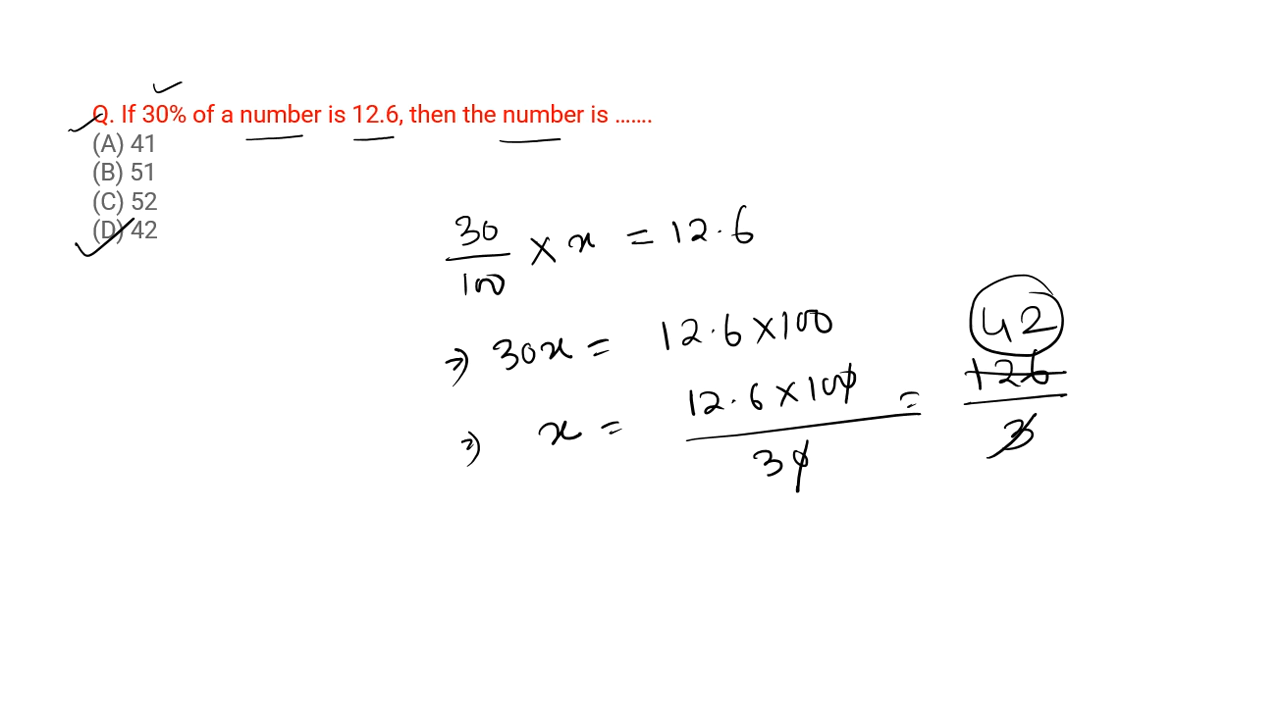 Q. If 30% of a number is 12.6, then the number is .......
(A) 41
(B) 51
(C) 52
(D) 42
30/100 × x = 12.6
⇒ 30x = 12.6 × 100
⇒ x = 12.6 × 100 / 30 = 126 / 3
42